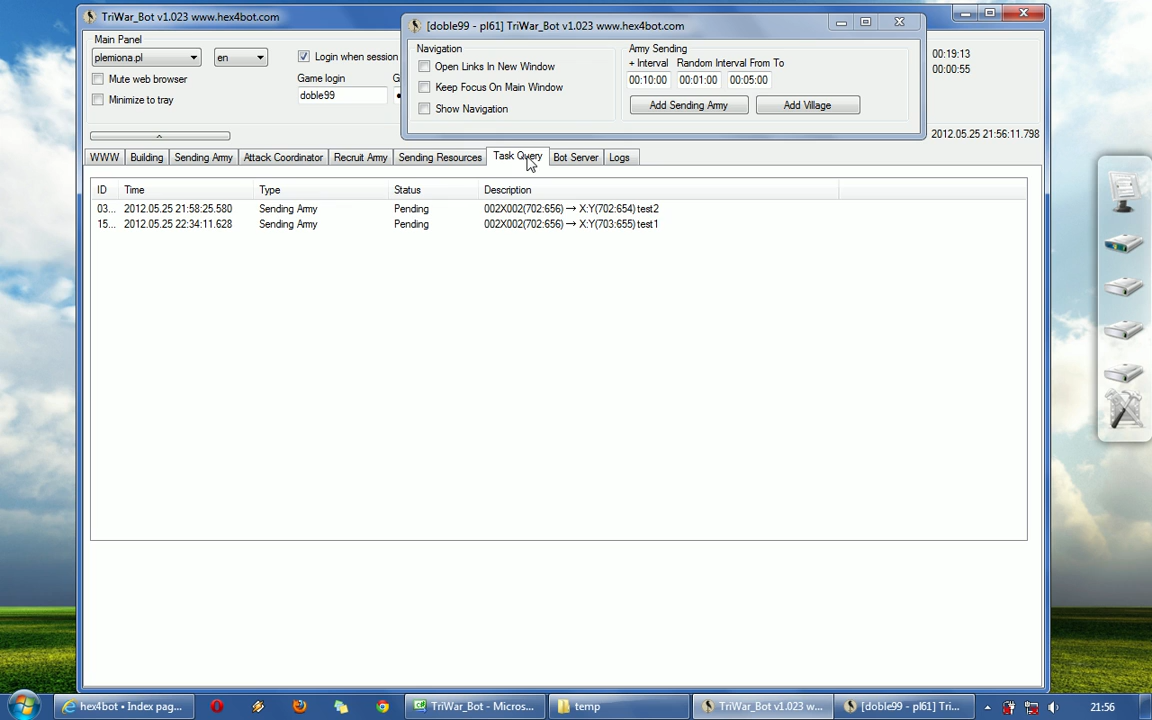 TriWar_Bot v1.023 www.hex4bot.com
Main Panel
plemiona.pl
en
Login when session
Mute web browser
Game login
G
Minimize to tray
doble99
[doble99 - pl61] TriWar_Bot v1.023 www.hex4bot.com
Navigation
Open Links In New Window
Keep Focus On Main Window
Show Navigation
Army Sending
+ Interval Random Interval From To
00:10:00 00:01:00 00:05:00
Add Sending Army Add Village
00:19:13
00:00:55
2012.05.25 21:56:11.798
WWW Building Sending Army Attack Coordinator Recruit Army Sending Resources Task Query Bot Server Logs
ID Time Type Status Description
03... 2012.05.25 21:58:25.580 Sending Army Pending 002X002(702:656) → X:Y(702:654) test2
15... 2012.05.25 22:34:11.628 Sending Army Pending 002X002(702:656) → X:Y(703:655) test1
hex4bot • Index pag... TriWar_Bot - Micros... temp TriWar_Bot v1.023 w... [doble99 - pl61] Tri... 21:56